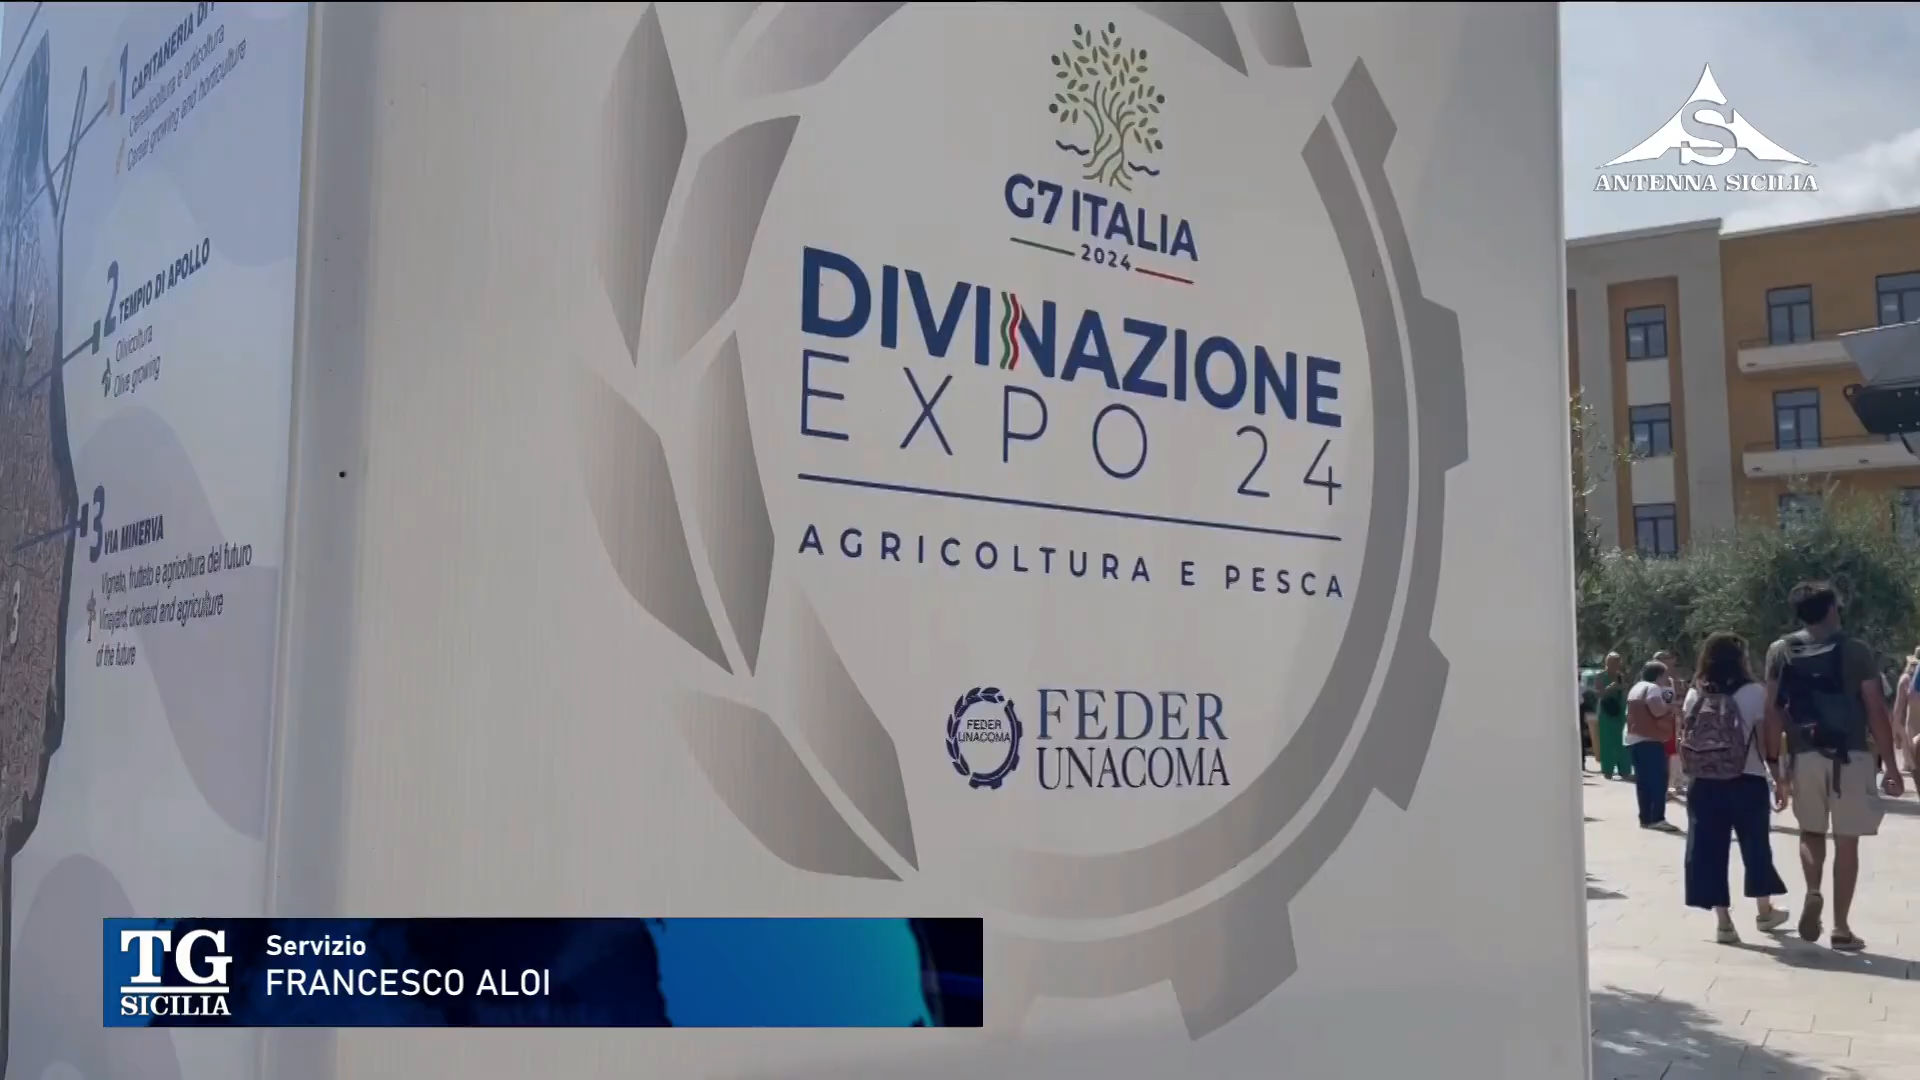 1 CAPITANERIA DI
Cerealicoltura e orticoltura
Cereal growing and horticulture
2 TEMPIO DI APOLLO
Olivicoltura
Olive growing
3 VIA MINERVA
Vigneto, frutteto e agricoltura del futuro
Vineyard, orchard and agriculture
of the future
2
3
G7 ITALIA
2024
DIVINAZIONE
EXPO 24
AGRICOLTURA E PESCA
FEDER
UNACOMA
FEDER
UNACOMA
ANTENNA SICILIA
TG
SICILIA
Servizio
FRANCESCO ALOI